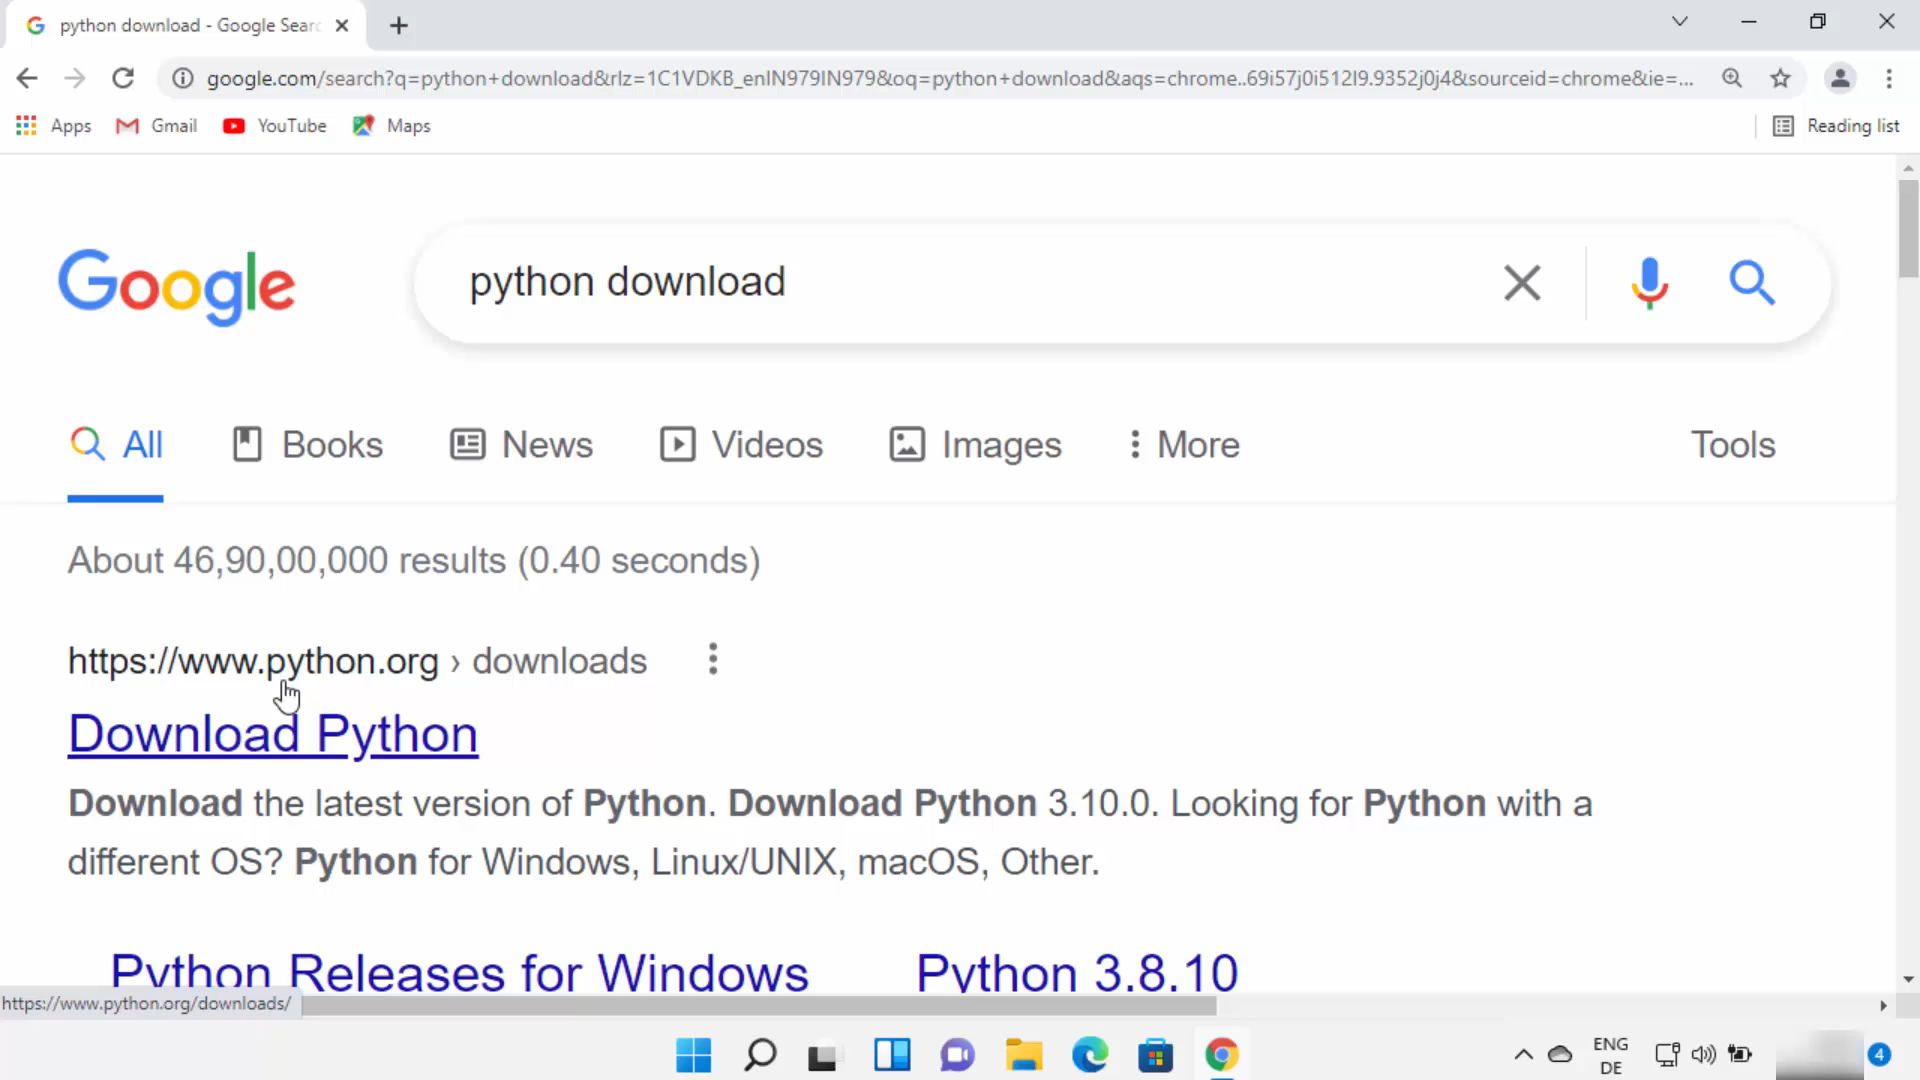 python download - Google Sear
google.com/search?q=python+download&rlz=1C1VDKB_enIN979IN979&oq=python+download&aqs=chrome..69i57j0i512l9.9352j0j4&sourceid=chrome&ie=...
Apps Gmail YouTube Maps Reading list
Google python download
All Books News Videos Images More Tools
About 46,90,00,000 results (0.40 seconds)
https://www.python.org › downloads
Download Python
Download the latest version of Python. Download Python 3.10.0. Looking for Python with a
different OS? Python for Windows, Linux/UNIX, macOS, Other.
Python Releases for Windows Python 3.8.10
https://www.python.org/downloads/
ENG
DE
4